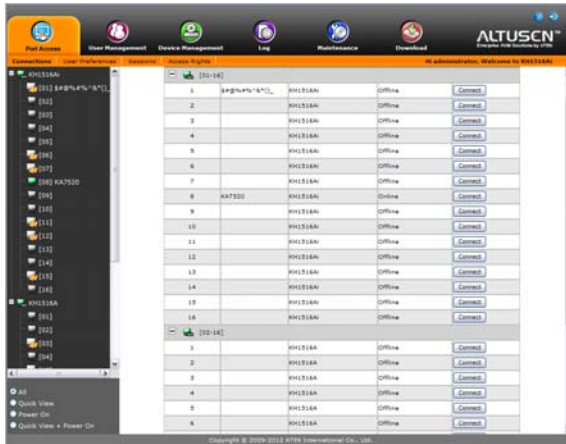 ALTUSCN™
Enterprise KVM Solutions by ATEN
Port Access
User Management
Device Management
Log
Maintenance
Download
Connections User Preferences Sessions Access Rights
Hi administrator, Welcome to KH1516Ai
KH1516Ai
[01] $#@%#%^&*()_
[02]
[03]
[04]
[05]
[06]
[07]
[08] KA7520
[09]
[10]
[11]
[12]
[13]
[14]
[15]
[16]
KH1516A
[01]
[02]
[03]
[04]
All
Quick View
Power On
Quick View + Power On
[01-16]
1 $#@%#%^&*()_ KH1516Ai Offline Connect
2 KH1516Ai Offline Connect
3 KH1516Ai Offline Connect
4 KH1516Ai Offline Connect
5 KH1516Ai Offline Connect
6 KH1516Ai Offline Connect
7 KH1516Ai Offline Connect
8 KA7520 KH1516Ai Online Connect
9 KH1516Ai Offline Connect
10 KH1516Ai Offline Connect
11 KH1516Ai Offline Connect
12 KH1516Ai Offline Connect
13 KH1516Ai Offline Connect
14 KH1516Ai Offline Connect
15 KH1516Ai Offline Connect
16 KH1516Ai Offline Connect
[02-16]
1 KH1516A Offline Connect
2 KH1516A Offline Connect
3 KH1516A Offline Connect
4 KH1516A Offline Connect
5 KH1516A Offline Connect
6 KH1516A Offline Connect
Copyright © 2009-2012 ATEN International Co., Ltd.